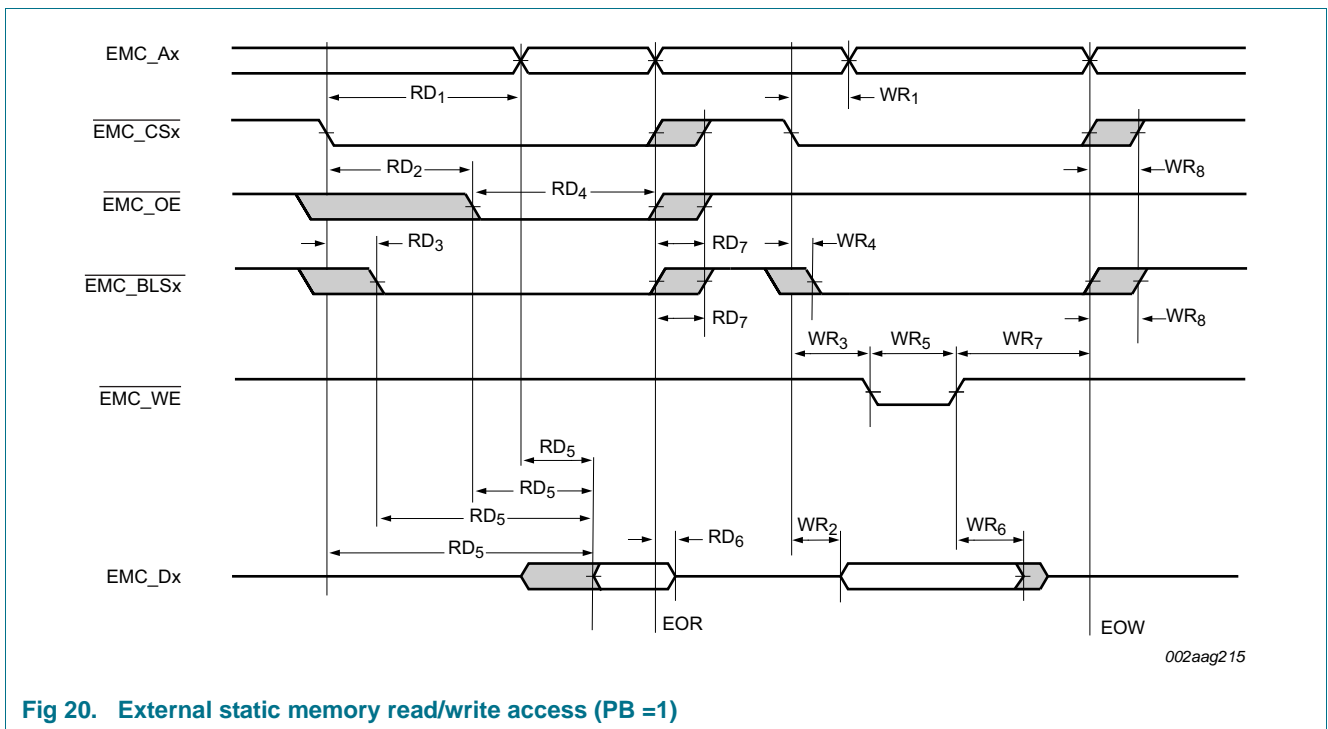 EMC_Ax
RD1
WR1
EMC_CSx
RD2
WR8
EMC_OE
RD4
RD3
RD7
WR4
EMC_BLSx
RD7
WR8
WR3
WR5
WR7
EMC_WE
RD5
RD5
RD5
WR2
WR6
RD5
RD6
EMC_Dx
EOR
EOW
002aag215
Fig 20. External static memory read/write access (PB =1)